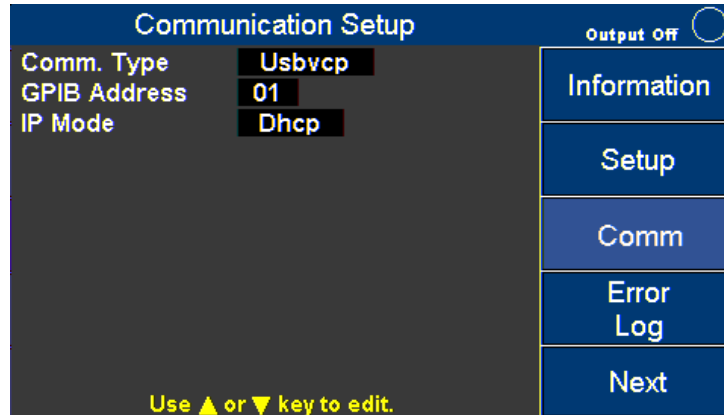 Communication Setup
Output Off
Comm. Type Usbvcp
GPIB Address 01
IP Mode Dhcp
Information
Setup
Comm
Error
Log
Next
Use ▲ or ▼ key to edit.